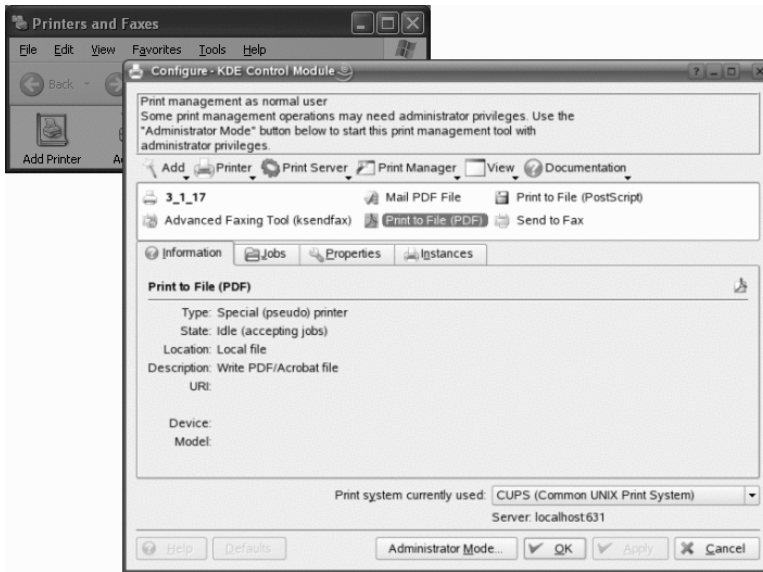 Printers and Faxes
File Edit View Favorites Tools Help
Back
Add Printer
Configure - KDE Control Module
Print management as normal user
Some print management operations may need administrator privileges. Use the
"Administrator Mode" button below to start this print management tool with
administrator privileges.
Add Printer Print Server Print Manager View Documentation
3_1_17 Mail PDF File Print to File (PostScript)
Advanced Faxing Tool (ksendfax) Print to File (PDF) Send to Fax
Information Jobs Properties Instances
Print to File (PDF)
Type: Special (pseudo) printer
State: Idle (accepting jobs)
Location: Local file
Description: Write PDF/Acrobat file
URI:
Device:
Model:
Print system currently used: CUPS (Common UNIX Print System)
Server: localhost:631
Help Defaults Administrator Mode... OK Apply Cancel